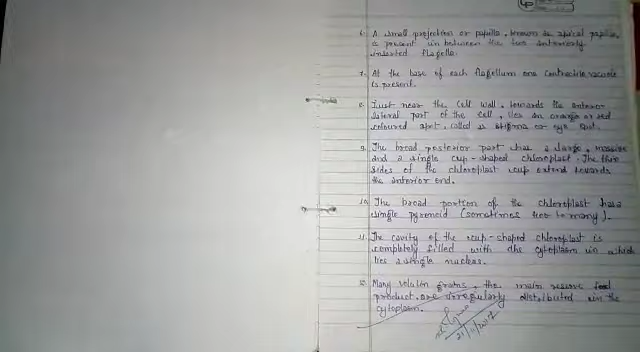 6. A small projection or papilla, known as apical papilla,
is present in between the two anteriorly
inserted flagella.
7. At the base of each flagellum one contractile vacuole
is present.
8. Just near the cell wall, towards the anterior
lateral part of the cell, lies an orange or red
coloured spot, called a stigma or eye spot.
9. The broad posterior part has a large, massive
and a single cup-shaped chloroplast. The thin
sides of the chloroplast cup extend towards
the anterior end.
10. The broad portion of the chloroplast has a
single pyrenoid (sometimes two to many).
11. The cavity of the cup-shaped chloroplast is
completely filled with the cytoplasm in which
lies a single nucleus.
12. Many volutin grains, the main reserve food
product, are irregularly distributed in the
cytoplasm.